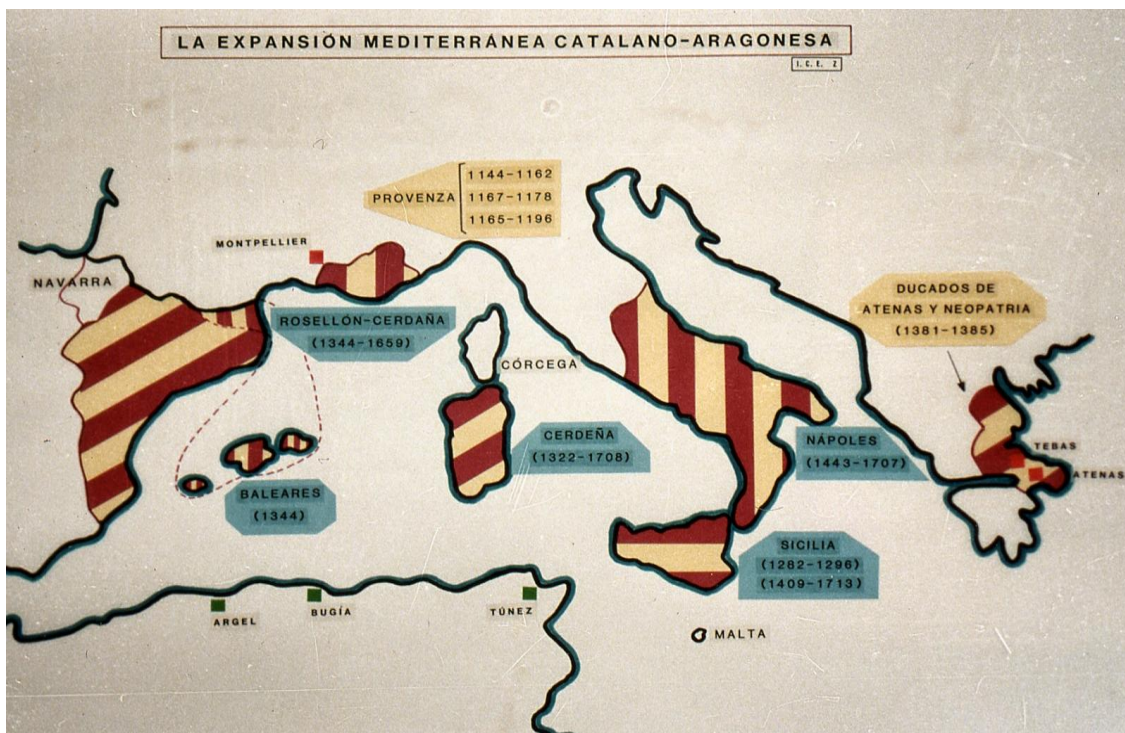 LA EXPANSIÓN MEDITERRÁNEA CATALANO-ARAGONESA
I. C. E. Z
PROVENZA
1144-1162
1167-1178
1165-1196
MONTPELLIER
NAVARRA
ROSELLÓN-CERDAÑA
(1344-1659)
DUCADOS DE
ATENAS Y NEOPATRIA
(1381-1385)
CÓRCEGA
CERDEÑA
(1322-1708)
NÁPOLES
(1443-1707)
TEBAS
ATENAS
BALEARES
(1344)
SICILIA
(1282-1296)
(1409-1713)
ARGEL
BUGÍA
TÚNEZ
MALTA